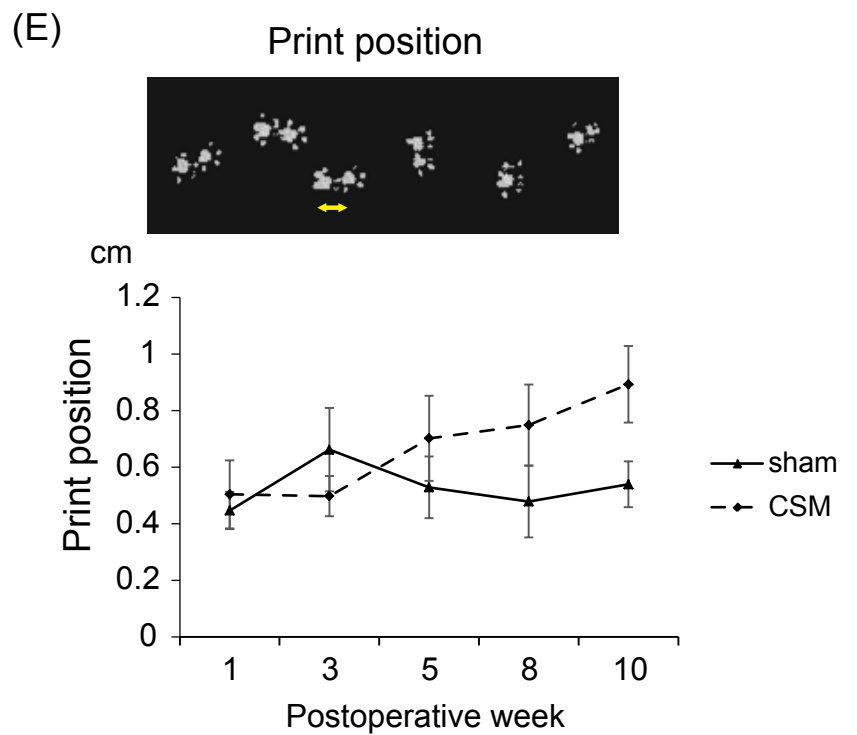 (E)
Print position
cm
1.2
1
0.8
0.6
0.4
0.2
0
Print position
1 3 5 8 10
Postoperative week
sham
CSM